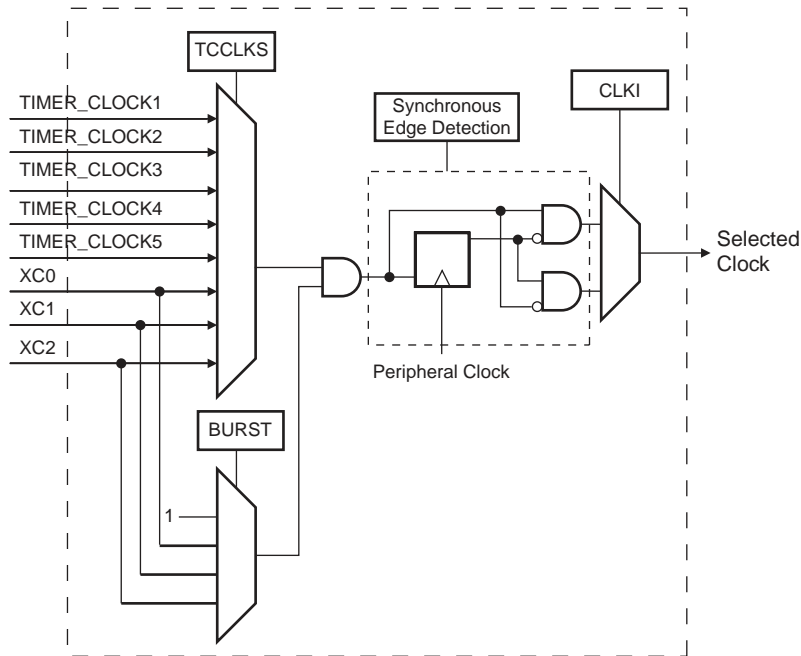 TCCLKS
TIMER_CLOCK1
TIMER_CLOCK2
TIMER_CLOCK3
TIMER_CLOCK4
TIMER_CLOCK5
XC0
XC1
XC2
Synchronous
Edge Detection
CLKI
Selected
Clock
Peripheral Clock
BURST
1